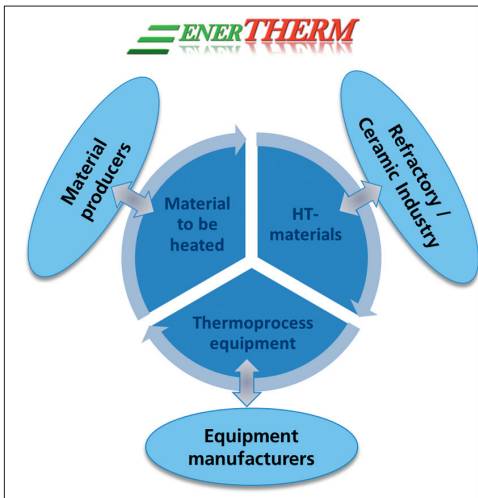 ENERTHERM
Material
producers
Refractory /
Ceramic Industry
Material
to be
heated
HT-
materials
Thermoprocess
equipment
Equipment
manufacturers